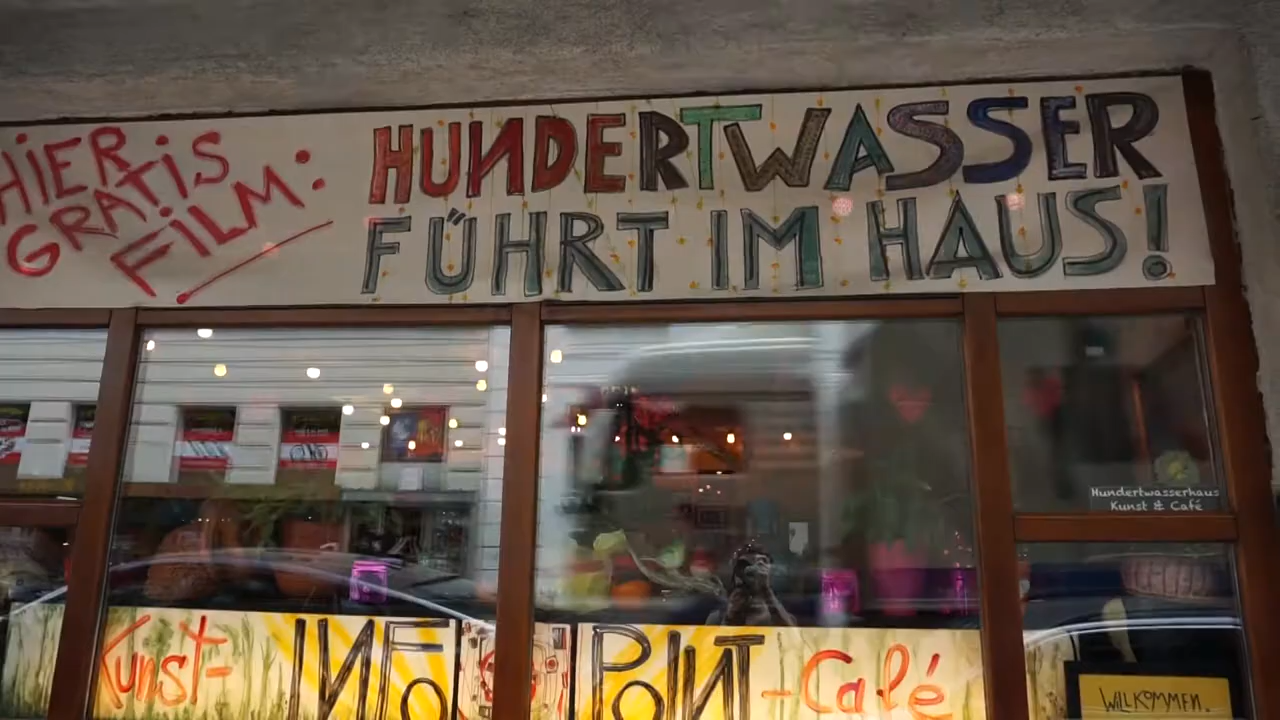 HiER
GRATiS
FiLM:
HUNDERTWASSER
FÜHRT IM HAUS!
Hundertwasserhaus
Kunst & Café
Kunst- INFO POINT -Café
WILLKOMMEN.